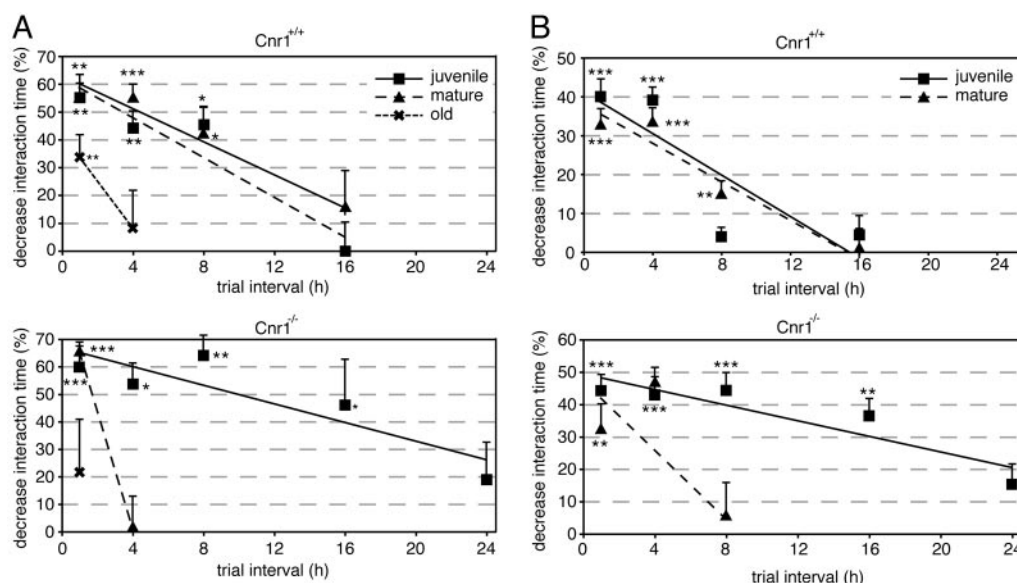 A
Cnr1+/+
decrease interaction time (%)
70
60
50
40
30
20
10
0
** *** *
** ** *
**
juvenile
mature
old
0 4 8 12 16 20 24
trial interval (h)
B
Cnr1+/+
decrease interaction time (%)
50
40
30
20
10
0
*** ***
*** *** **
juvenile
mature
0 4 8 12 16 20 24
trial interval (h)
Cnr1-/-
decrease interaction time (%)
70
60
50
40
30
20
10
0
*** **
*** * *
0 4 8 12 16 20 24
trial interval (h)
Cnr1-/-
decrease interaction time (%)
60
50
40
30
20
10
0
*** *** **
** ***
0 4 8 12 16 20 24
trial interval (h)